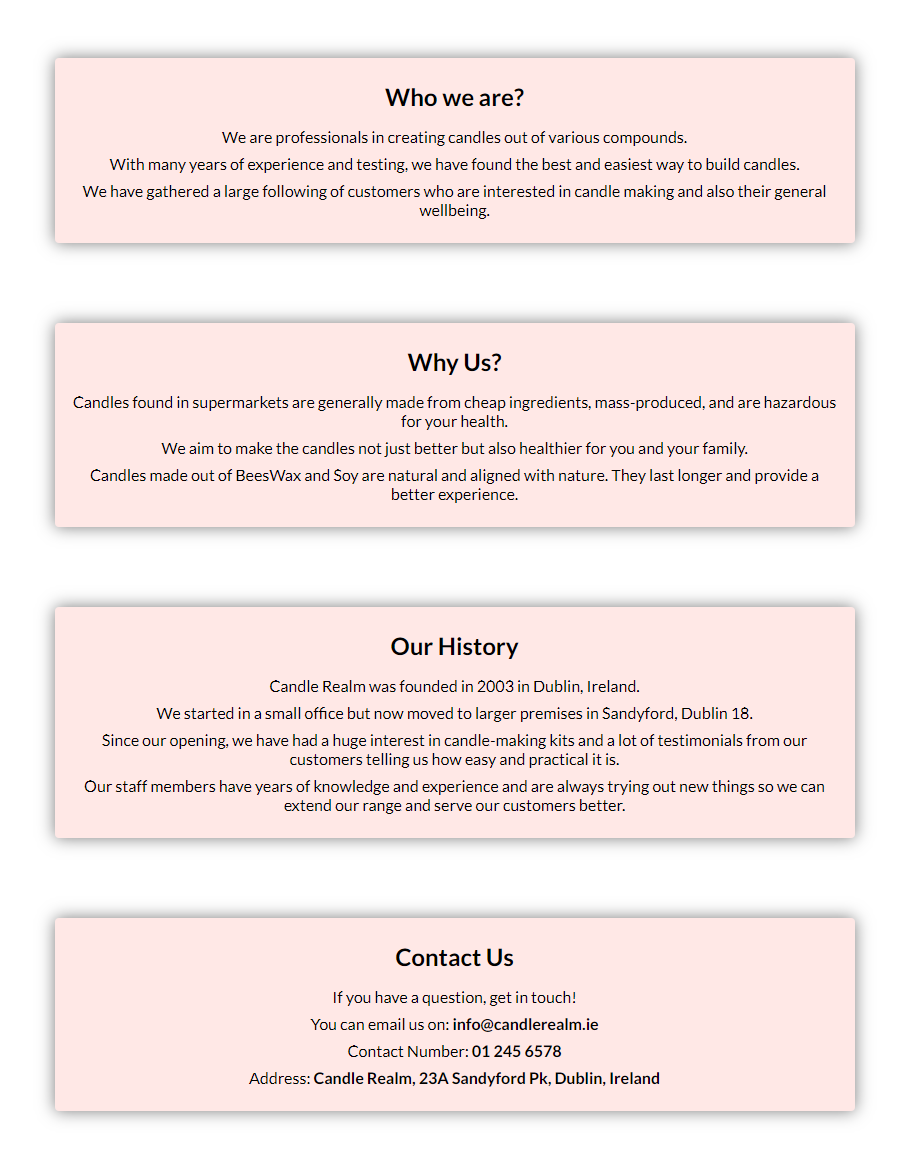 Who we are?
We are professionals in creating candles out of various compounds.
With many years of experience and testing, we have found the best and easiest way to build candles.
We have gathered a large following of customers who are interested in candle making and also their general
wellbeing.
Why Us?
Candles found in supermarkets are generally made from cheap ingredients, mass-produced, and are hazardous
for your health.
We aim to make the candles not just better but also healthier for you and your family.
Candles made out of BeesWax and Soy are natural and aligned with nature. They last longer and provide a
better experience.
Our History
Candle Realm was founded in 2003 in Dublin, Ireland.
We started in a small office but now moved to larger premises in Sandyford, Dublin 18.
Since our opening, we have had a huge interest in candle-making kits and a lot of testimonials from our
customers telling us how easy and practical it is.
Our staff members have years of knowledge and experience and are always trying out new things so we can
extend our range and serve our customers better.
Contact Us
If you have a question, get in touch!
You can email us on: info@candlerealm.ie
Contact Number: 01 245 6578
Address: Candle Realm, 23A Sandyford Pk, Dublin, Ireland